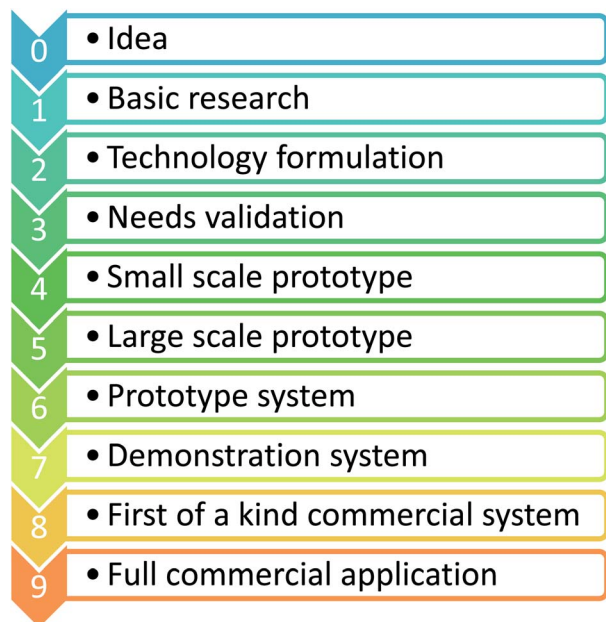 0 • Idea
1 • Basic research
2 • Technology formulation
3 • Needs validation
4 • Small scale prototype
5 • Large scale prototype
6 • Prototype system
7 • Demonstration system
8 • First of a kind commercial system
9 • Full commercial application